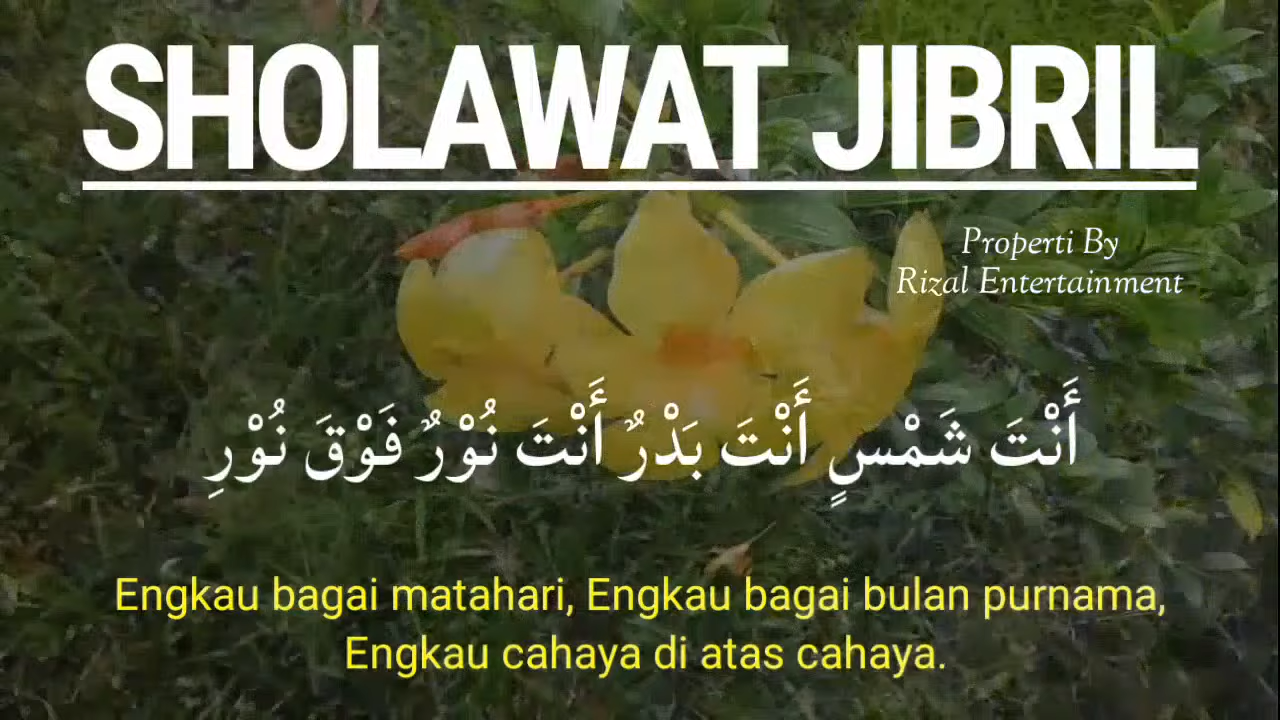 SHOLAWAT JIBRIL
Properti By
Rizal Entertainment
أَنْتَ شَمْسٍ أَنْتَ بَدْرٌ أَنْتَ نُوْرٌ فَوْقَ نُوْرِ
Engkau bagai matahari, Engkau bagai bulan purnama,
Engkau cahaya di atas cahaya.